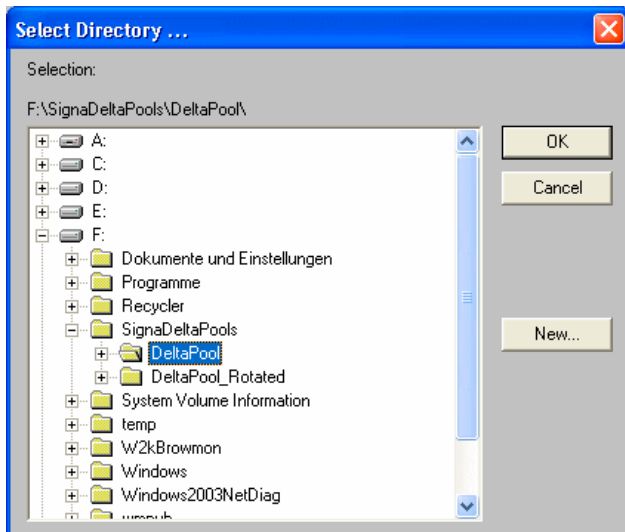 Select Directory ...
Selection:
F:\SignaDeltaPools\DeltaPool\
A:
C:
D:
E:
F:
Dokumente und Einstellungen
Programme
Recycler
SignaDeltaPools
DeltaPool
DeltaPool_Rotated
System Volume Information
temp
W2kBrowmon
Windows
Windows2003NetDiag
OK
Cancel
New...